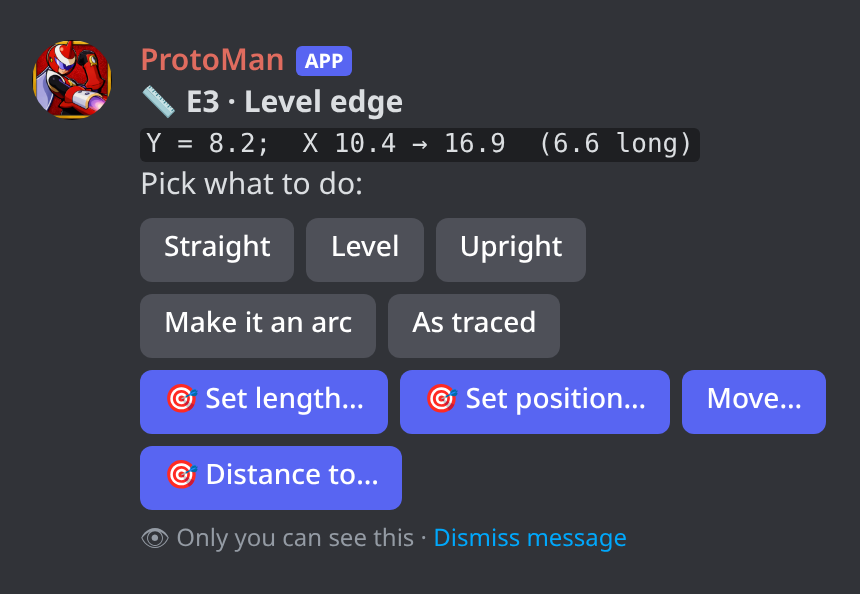 ProtoMan APP
📏 E3 · Level edge
Y = 8.2;  X 10.4 → 16.9  (6.6 long)
Pick what to do:
Straight Level Upright
Make it an arc As traced
🎯 Set length... 🎯 Set position... Move...
🎯 Distance to...
Only you can see this · Dismiss message